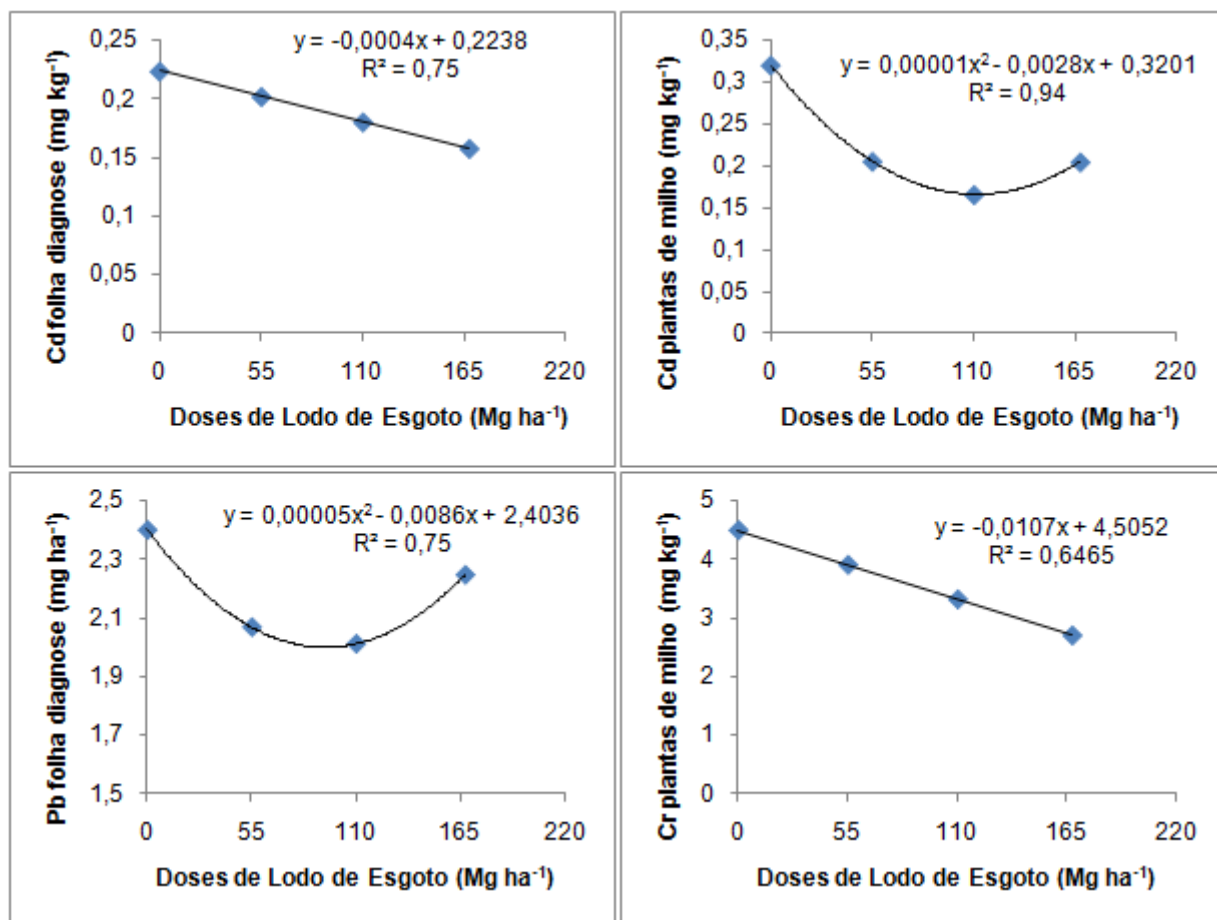 y = -0,0004x + 0,2238
R² = 0,75
0,25
0,2
0,15
0,1
0,05
0
0 55 110 165 220
Cd folha diagnose (mg kg⁻¹)
Doses de Lodo de Esgoto (Mg ha⁻¹)
y = 0,00001x² - 0,0028x + 0,3201
R² = 0,94
0,35
0,3
0,25
0,2
0,15
0,1
0,05
0
0 55 110 165 220
Cd plantas de milho (mg kg⁻¹)
Doses de Lodo de Esgoto (Mg ha⁻¹)
y = 0,00005x² - 0,0086x + 2,4036
R² = 0,75
2,5
2,3
2,1
1,9
1,7
1,5
0 55 110 165 220
Pb folha diagnose (mg ha⁻¹)
Doses de Lodo de Esgoto (Mg ha⁻¹)
y = -0,0107x + 4,5052
R² = 0,6465
5
4
3
2
1
0
0 55 110 165 220
Cr plantas de milho (mg kg⁻¹)
Doses de Lodo de Esgoto (Mg ha⁻¹)